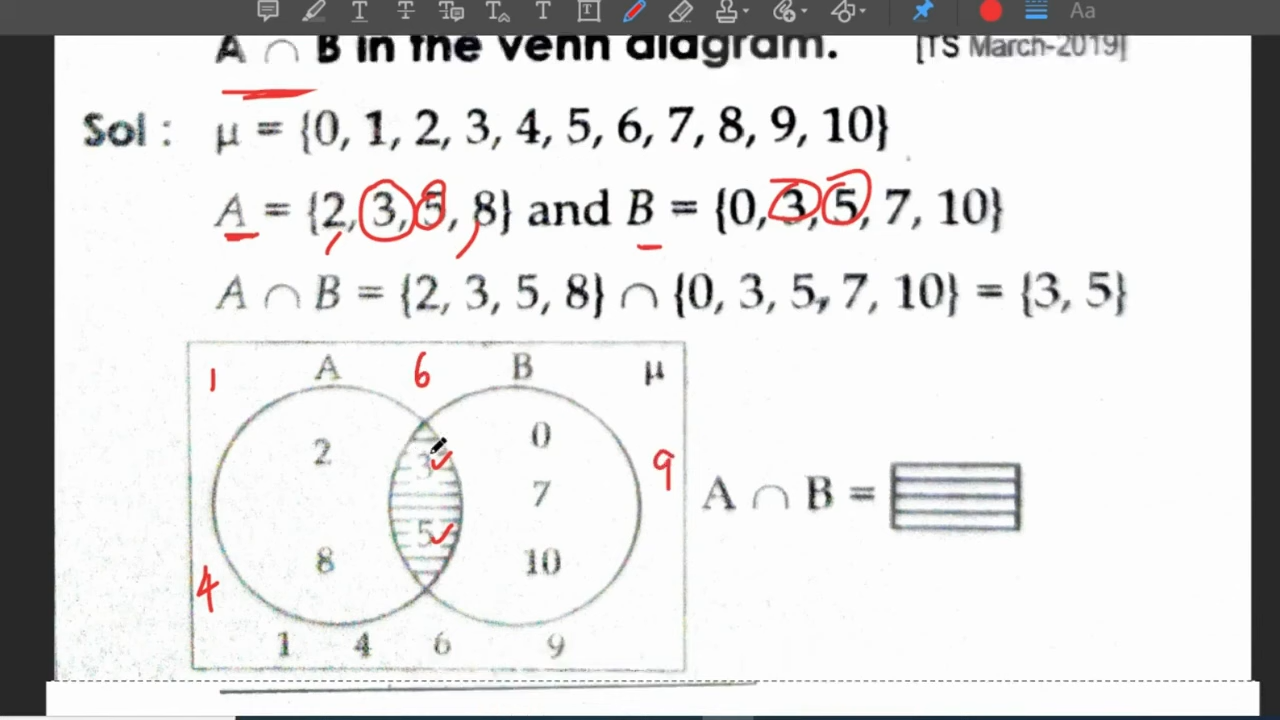 A ∩ B in the venn diagram. [TS March-2019]
Sol : μ = {0, 1, 2, 3, 4, 5, 6, 7, 8, 9, 10}
A = {2, 3, 5, 8} and B = {0, 3, 5, 7, 10}
A ∩ B = {2, 3, 5, 8} ∩ {0, 3, 5, 7, 10} = {3, 5}
1 A 6 B μ
2 3 0
9
7 A ∩ B =
5
8 10
4
1 4 6 9
Aa